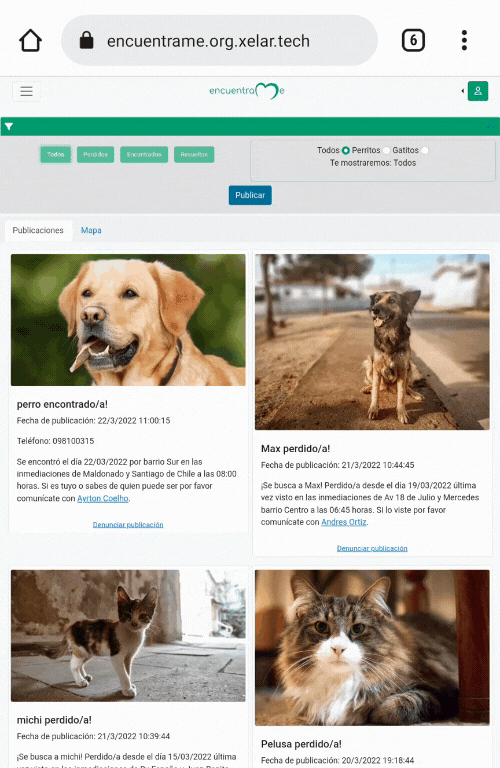 encuentrame.org.xelar.tech
6
encuentra e
Todos
Perdidos
Encontrados
Resueltos
Todos Perritos Gatitos
Te mostraremos: Todos
Publicar
Publicaciones
Mapa
perro encontrado/a!
Fecha de publicación: 22/3/2022 11:00:15
Teléfono: 098100315
Se encontró el día 22/03/2022 por barrio Sur en las
inmediaciones de Maldonado y Santiago de Chile a las 08:00
horas. Si es tuyo o sabes de quien puede ser por favor
comunícate con Ayrton Coelho.
Denunciar publicación
Max perdido/a!
Fecha de publicación: 21/3/2022 10:44:45
¡Se busca a Max! Perdido/a desde el día 19/03/2022 última
vez visto en las inmediaciones de Av 18 de Julio y Mercedes
barrio Centro a las 06:45 horas. Si lo viste por favor
comunícate con Andres Ortiz.
Denunciar publicación
michi perdido/a!
Fecha de publicación: 21/3/2022 10:39:44
¡Se busca a michi! Perdido/a desde el día 15/03/2022 última
Pelusa perdido/a!
Fecha de publicación: 20/3/2022 19:18:44